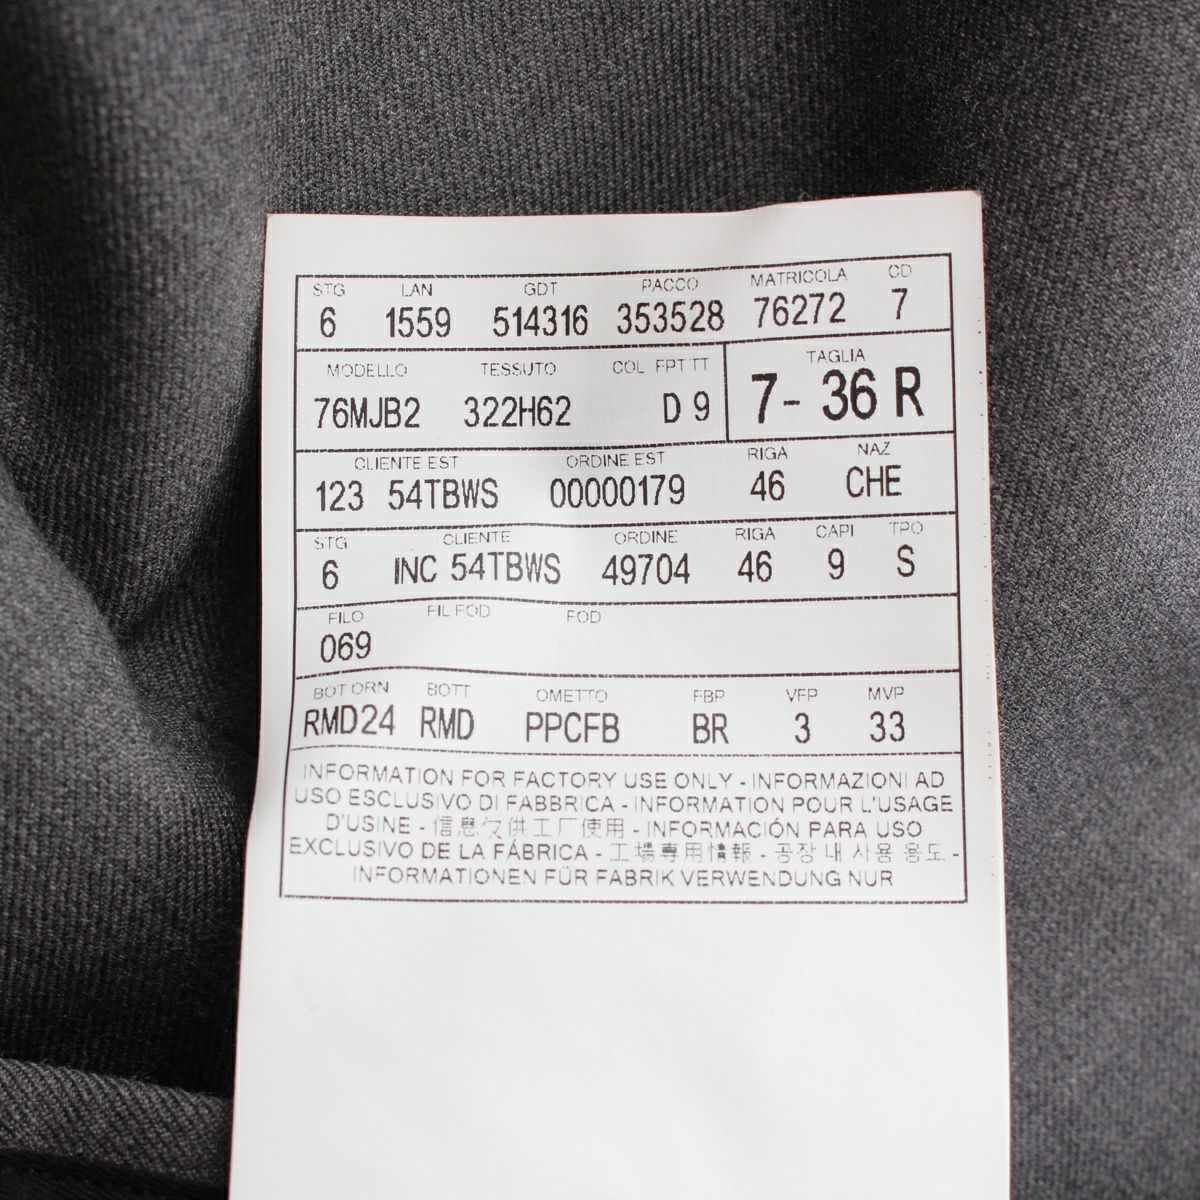 STG LAN GDT PACCO MATRICOLA CD
6 1559 514316 353528 76272 7
MODELLO TESSUTO COL FPT TT TAGLIA
76MJB2 322H62 D 9 7- 36 R
CLIENTE EST ORDINE EST RIGA NAZ
123 54TBWS 00000179 46 CHE
STG CLIENTE ORDINE RIGA CAPI TPO
6 INC 54TBWS 49704 46 9 S
FILO FIL FOD FOD
069
BOT ORN BOTT OMETTO FBP VFP MVP
RMD24 RMD PPCFB BR 3 33
INFORMATION FOR FACTORY USE ONLY - INFORMAZIONI AD
USO ESCLUSIVO DI FABBRICA - INFORMATION POUR L'USAGE
D'USINE - 信息仅供工厂使用 - INFORMACIÓN PARA USO
EXCLUSIVO DE LA FÁBRICA - 工場専用情報 - 공장 내 사용 용도 -
INFORMATIONEN FÜR FABRIK VERWENDUNG NUR